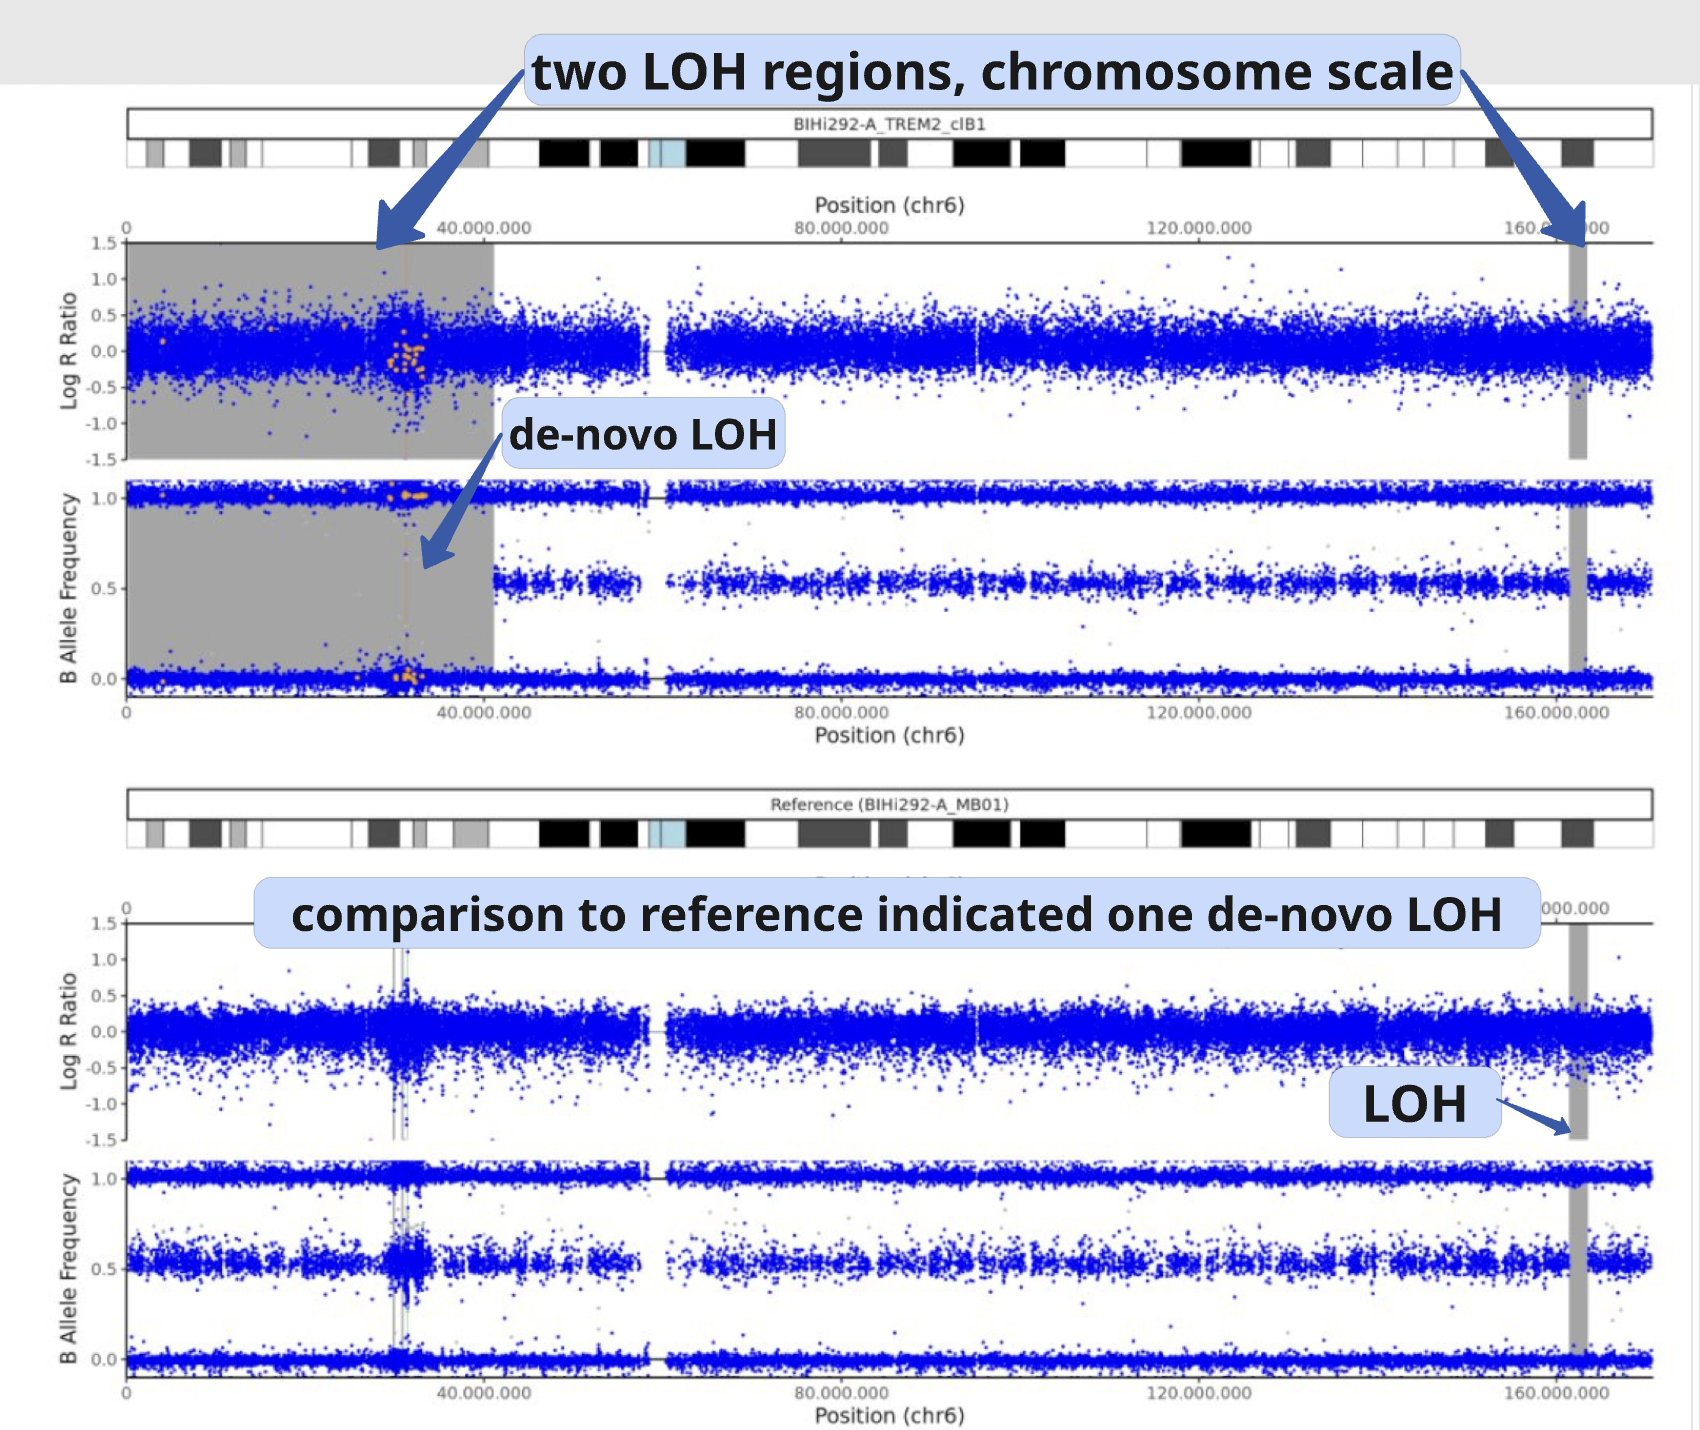 two LOH regions, chromosome scale
BIHi292-A_TREM2_clB1
Position (chr6)
0 40.000.000 80.000.000 120.000.000 160.000
1.5
1.0
0.5
0.0
-0.5
-1.0
-1.5
Log R Ratio
de-novo LOH
1.0
0.5
0.0
B Allele Frequency
0 40.000.000 80.000.000 120.000.000 160.000.000
Position (chr6)
Reference (BIHi292-A_MB01)
comparison to reference indicated one de-novo LOH
0 000.000
1.5
1.0
0.5
0.0
-0.5
-1.0
-1.5
Log R Ratio
LOH
1.0
0.5
0.0
B Allele Frequency
0 40.000.000 80.000.000 120.000.000 160.000.000
Position (chr6)